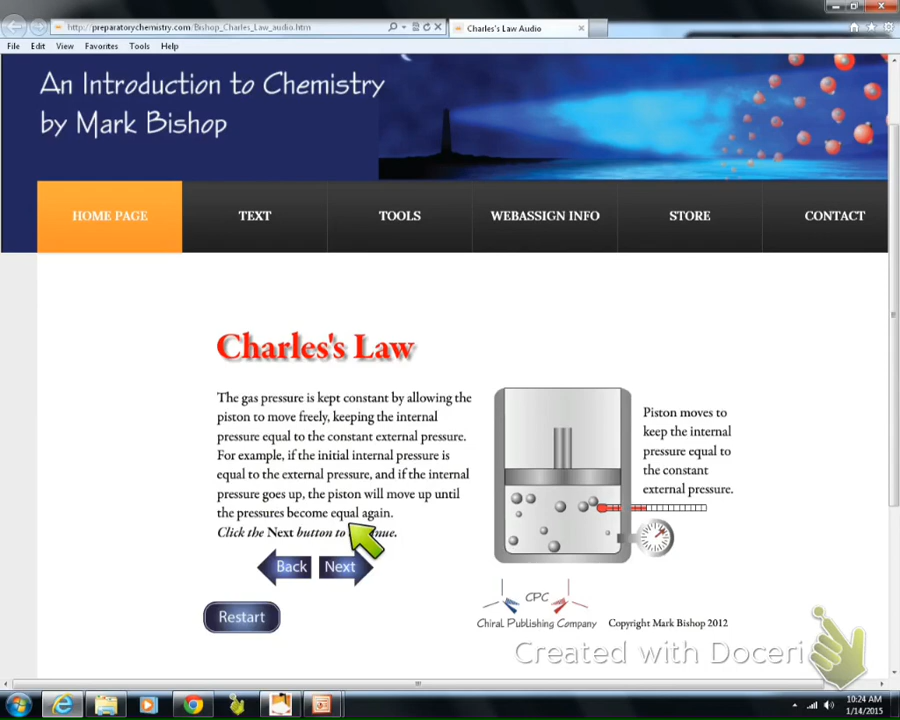 http://preparatorychemistry.com/Bishop_Charles_Law_audio.htm
Charles's Law Audio
File Edit View Favorites Tools Help
An Introduction to Chemistry
by Mark Bishop
HOME PAGE TEXT TOOLS WEBASSIGN INFO STORE CONTACT
Charles's Law
The gas pressure is kept constant by allowing the
piston to move freely, keeping the internal
pressure equal to the constant external pressure.
For example, if the initial internal pressure is
equal to the external pressure, and if the internal
pressure goes up, the piston will move up until
the pressures become equal again.
Click the Next button to
Back Next
Restart
Piston moves to
keep the internal
pressure equal to
the constant
external pressure.
CPC
Chiral Publishing Company
Copyright Mark Bishop 2012
Created with Doceri
10:24 AM
1/14/2015